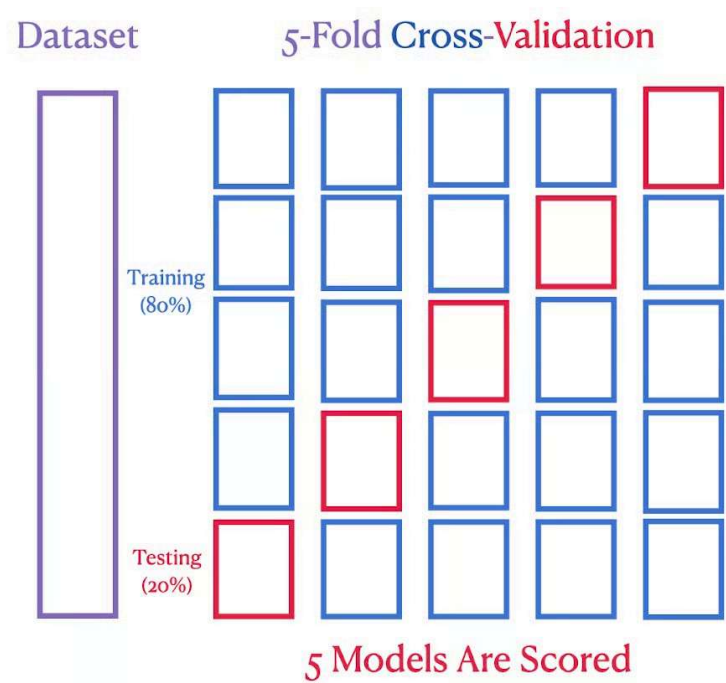 Dataset
5-Fold Cross-Validation
Training
(80%)
Testing
(20%)
5 Models Are Scored